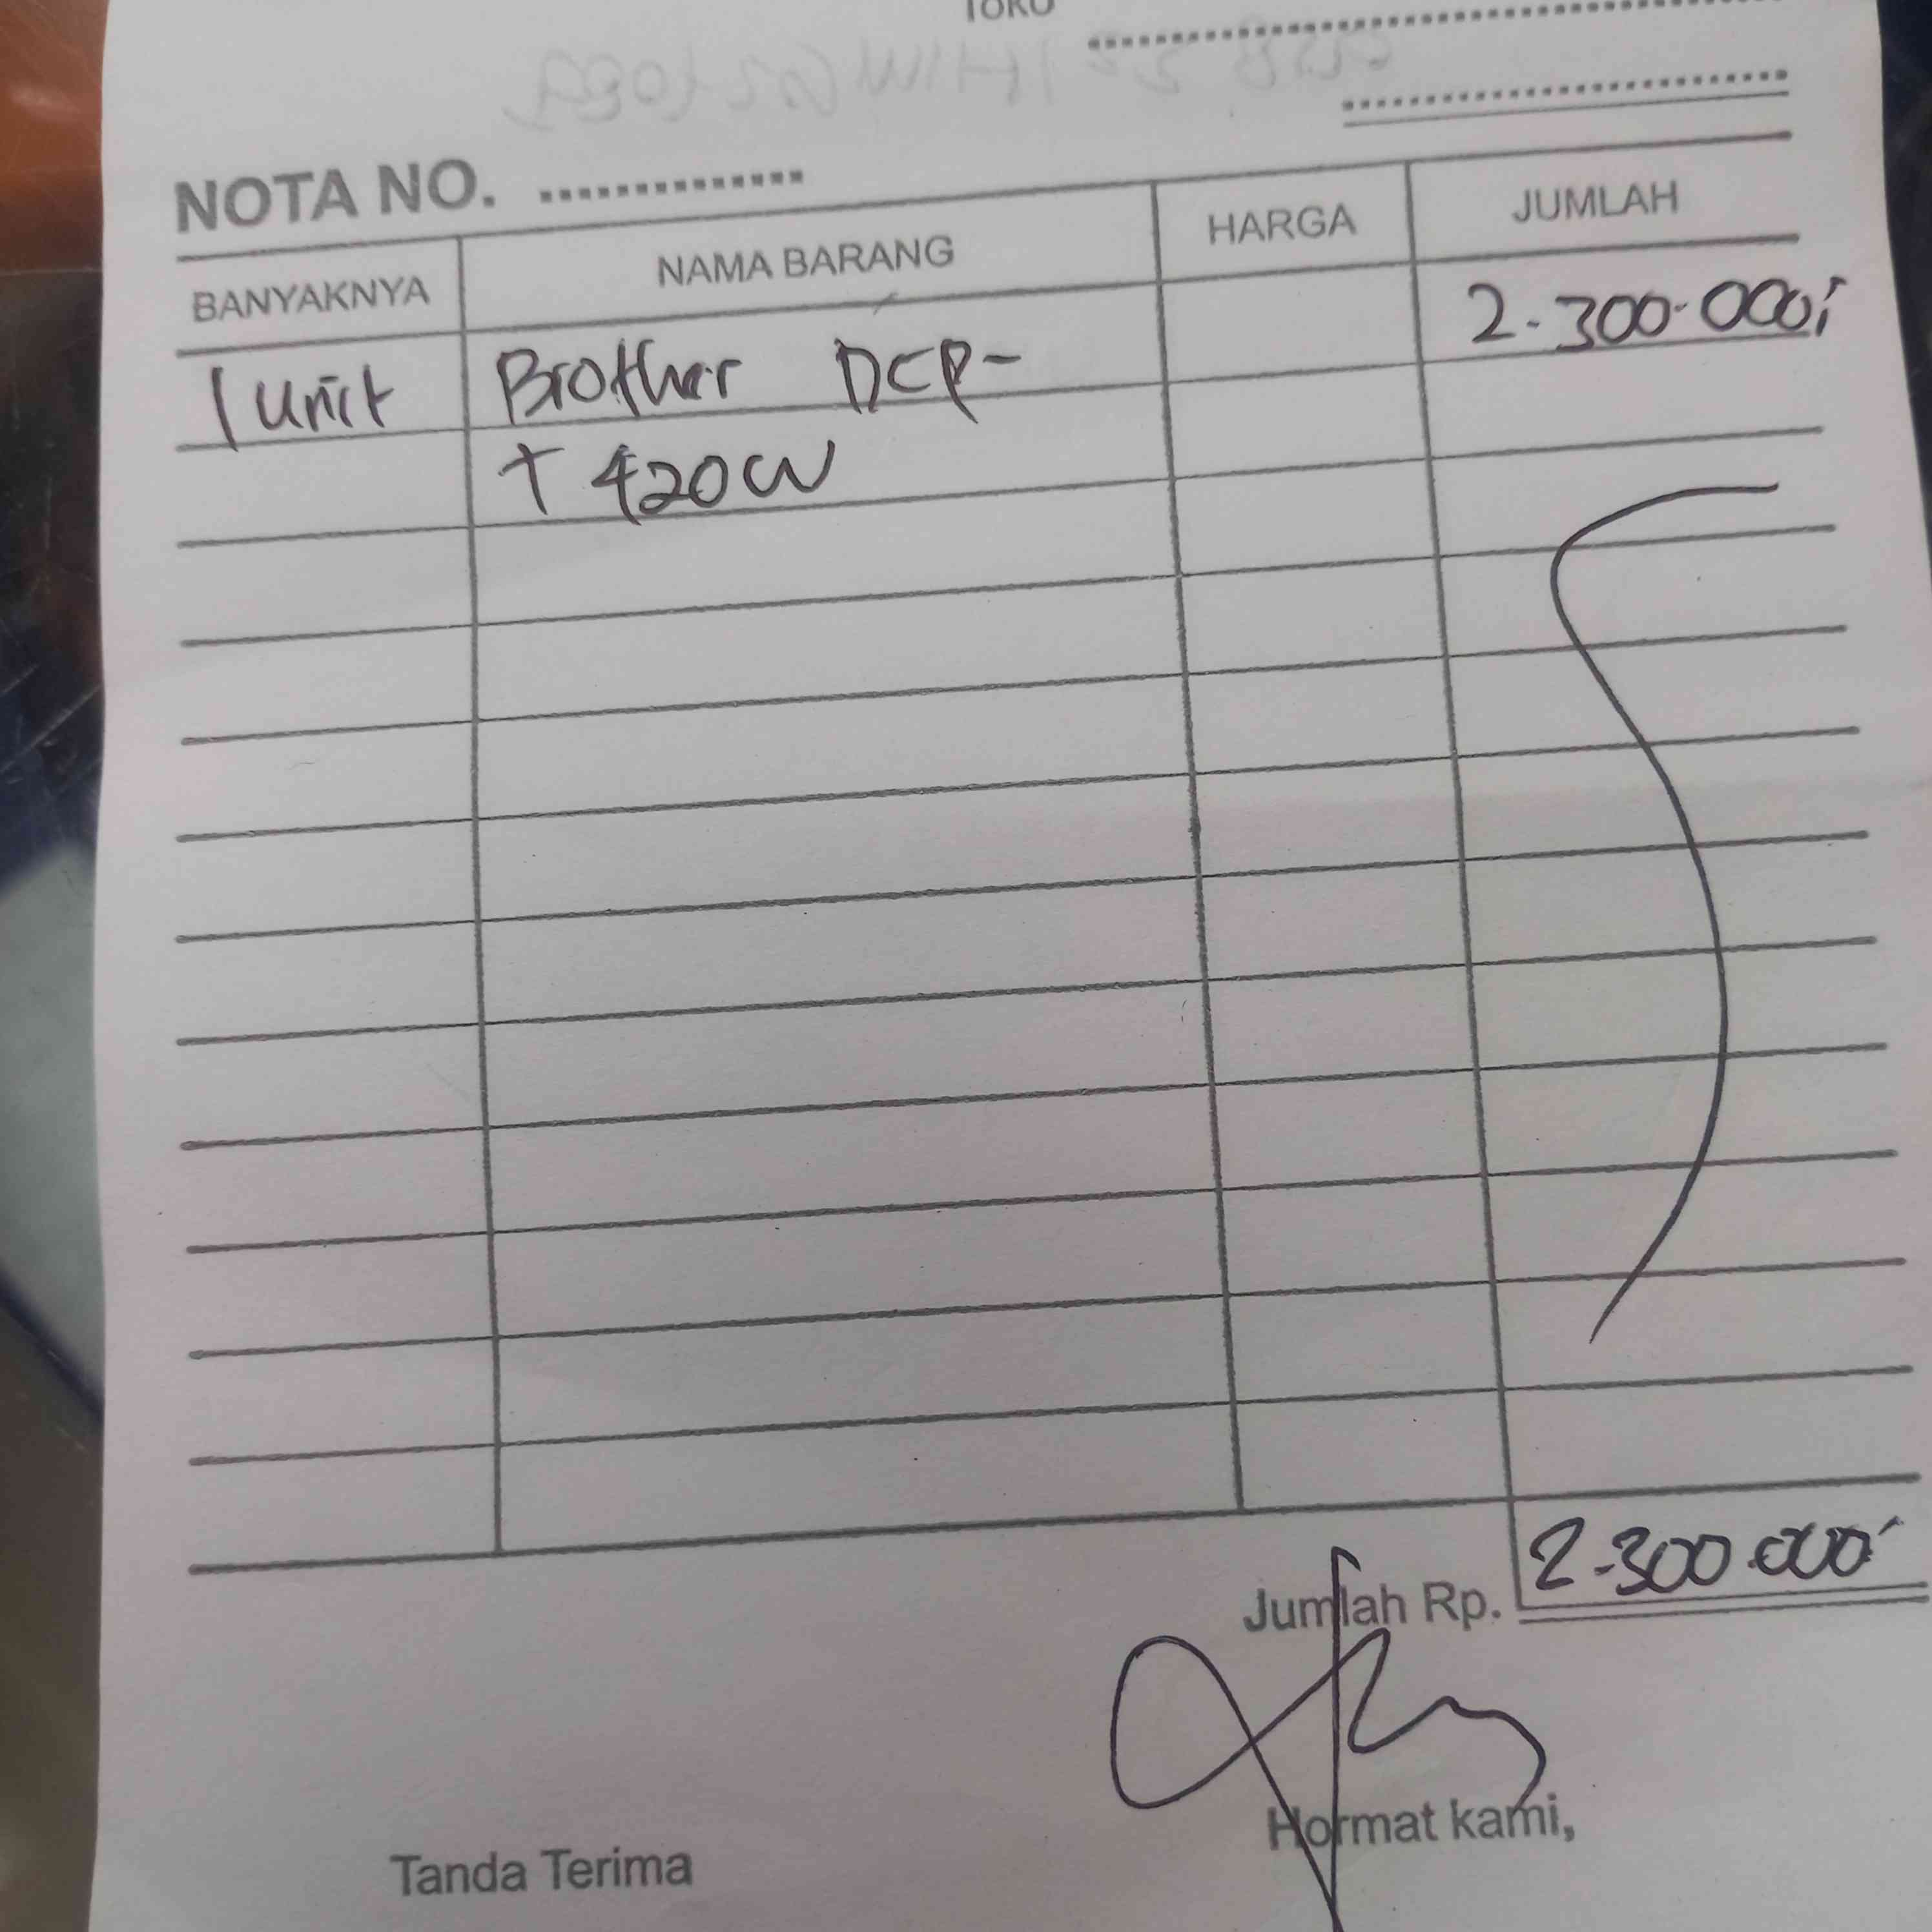 TOKO
NOTA NO.
BANYAKNYA NAMA BARANG HARGA JUMLAH
1 Unit Brother DCP- 2.300.000,-
T 420W
Jumlah Rp. 2.300.000
Hormat kami,
Tanda Terima